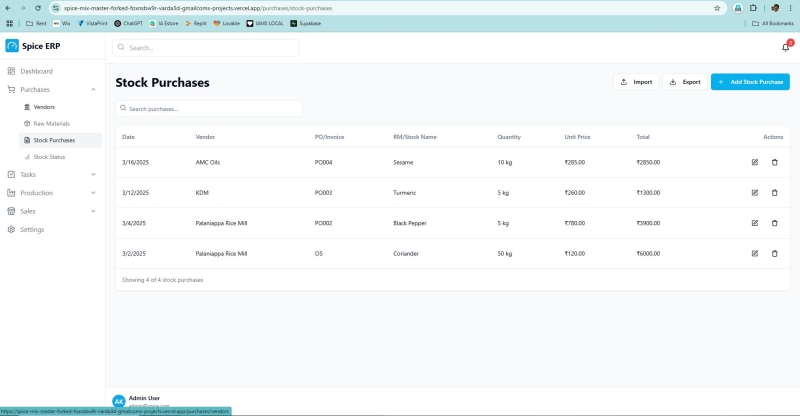 spice-mix-master-forked-foxnsbw9r-varda3d-gmailcoms-projects.vercel.app/purchases/stock-purchases
Rent Wix VistaPrint ChatGPT IA Estore Replit Lovable IAMS LOCAL Supabase All Bookmarks
Spice ERP
Search...
Dashboard
Purchases
Vendors
Raw Materials
Stock Purchases
Stock Status
Tasks
Production
Sales
Settings
Stock Purchases
Import Export + Add Stock Purchase
Search purchases...
Date Vendor PO/Invoice RM/Stock Name Quantity Unit Price Total Actions
3/16/2025 AMC Oils PO004 Sesame 10 kg ₹285.00 ₹2850.00
3/12/2025 KDM PO003 Turmeric 5 kg ₹260.00 ₹1300.00
3/4/2025 Palaniappa Rice Mill PO002 Black Pepper 5 kg ₹780.00 ₹3900.00
3/2/2025 Palaniappa Rice Mill OS Coriander 50 kg ₹120.00 ₹6000.00
Showing 4 of 4 stock purchases
AK Admin User
https://spice-mix-master-forked-foxnsbw9r-varda3d-gmailcoms-projects.vercel.app/purchases/vendors